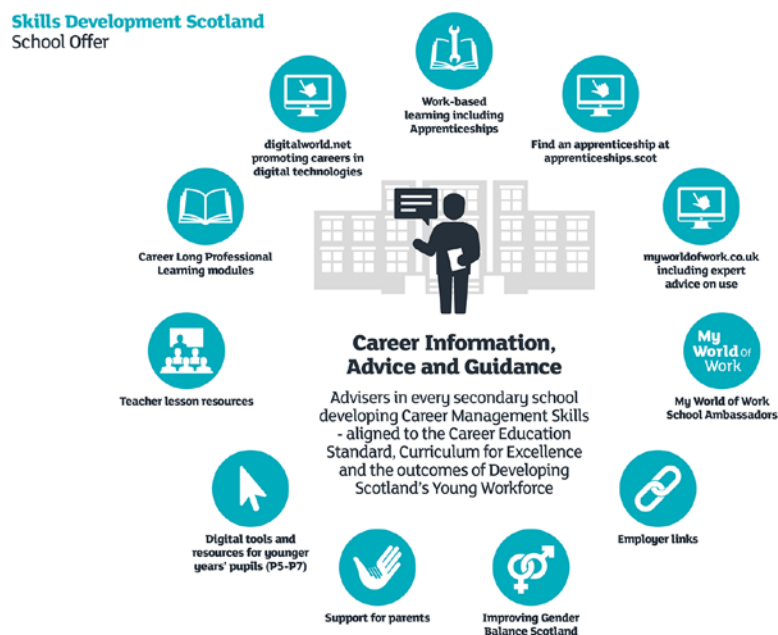 Skills Development Scotland
School Offer
Work-based
learning including
Apprenticeships
digitalworld.net
promoting careers in
digital technologies
Find an apprenticeship at
apprenticeships.scot
Career Long Professional
Learning modules
myworldofwork.co.uk
including expert
advice on use
Teacher lesson resources
My
World of
Work
My World of Work
School Ambassadors
Career Information,
Advice and Guidance
Advisers in every secondary school
developing Career Management Skills
- aligned to the Career Education
Standard, Curriculum for Excellence
and the outcomes of Developing
Scotland's Young Workforce
Digital tools and
resources for younger
years' pupils (P5-P7)
Employer links
Support for parents
Improving Gender
Balance Scotland